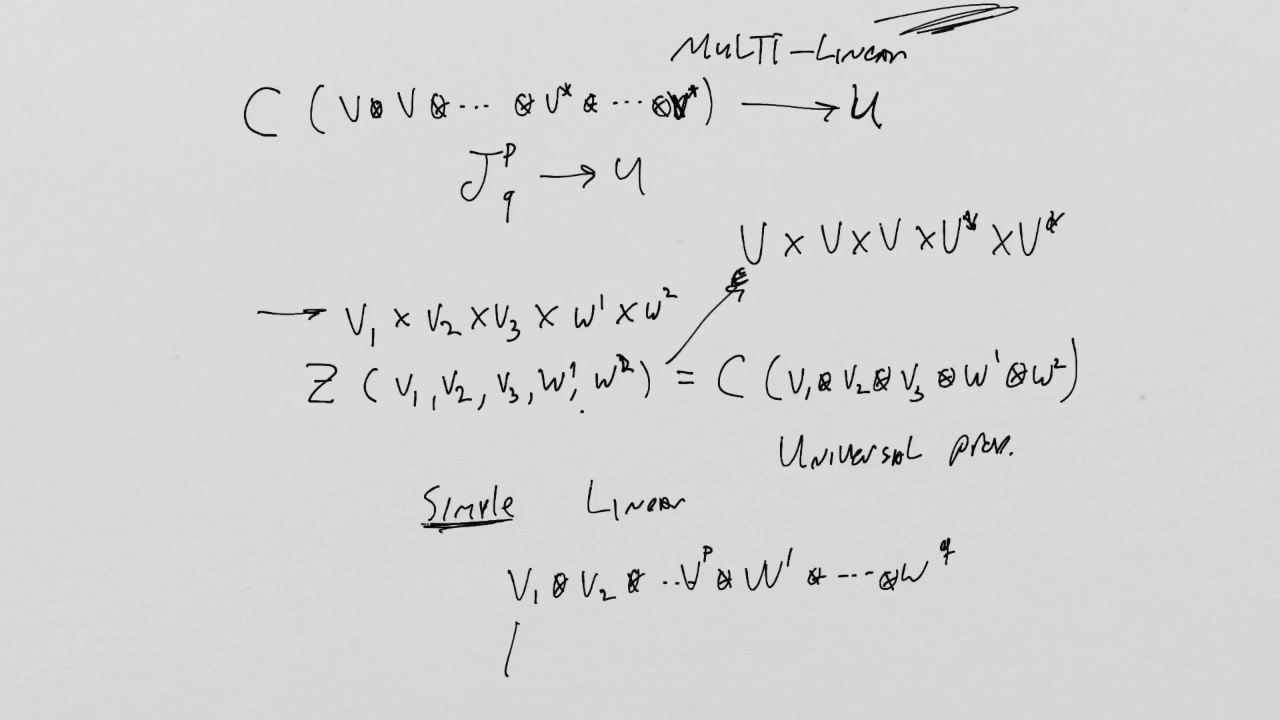 MULTI-LINEAR
C (V ⊗ V ⊗ ··· ⊗ V* ⊗ ··· ⊗ V*) ⟶ U
T^p_q ⟶ U
V × V × V × V* × V*
⟶ V₁ × V₂ × V₃ × W¹ × W²
Z (V₁, V₂, V₃, W¹, W²) = C (V₁ ⊗ V₂ ⊗ V₃ ⊗ W¹ ⊗ W²)
UNIVERSAL prop.
Simple LINEAR
V₁ ⊗ V₂ ⊗ ··V^p ⊗ W¹ ⊗ ··· ⊗ W^q